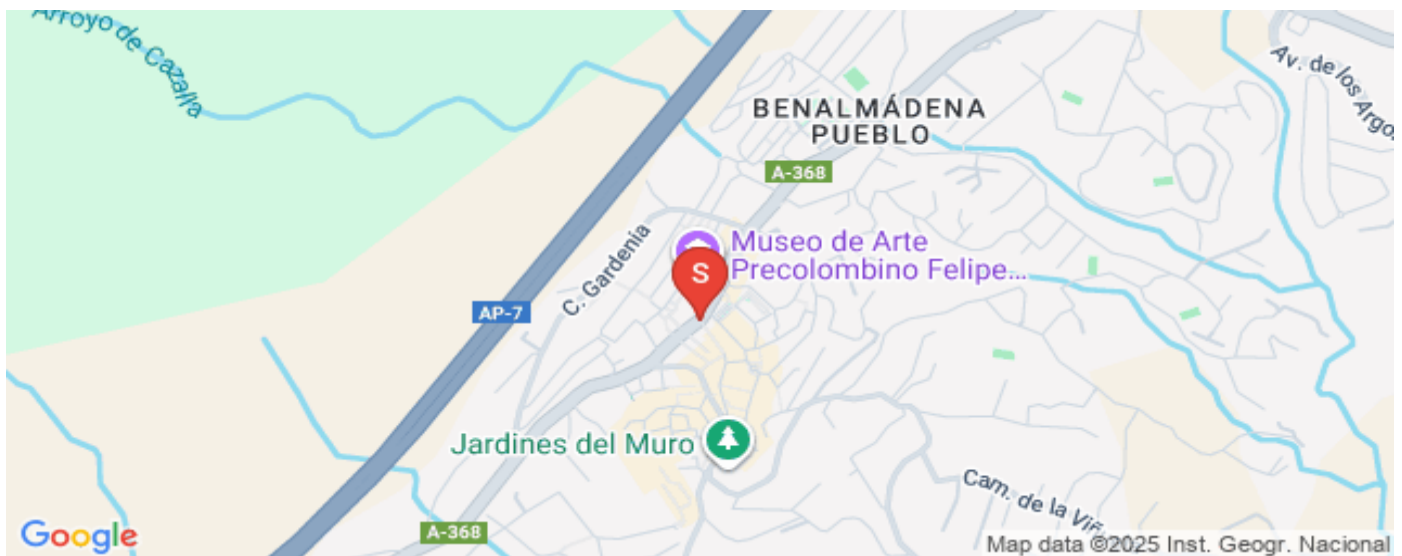 Arroyo de Cazalla
BENALMÁDENA
PUEBLO
Av. de los Argo
A-368
C. Gardenia
Museo de Arte
Precolombino Felipe...
S
AP-7
Jardines del Muro
Cam. de la Viñ
A-368
Google
Map data ©2025 Inst. Geogr. Nacional